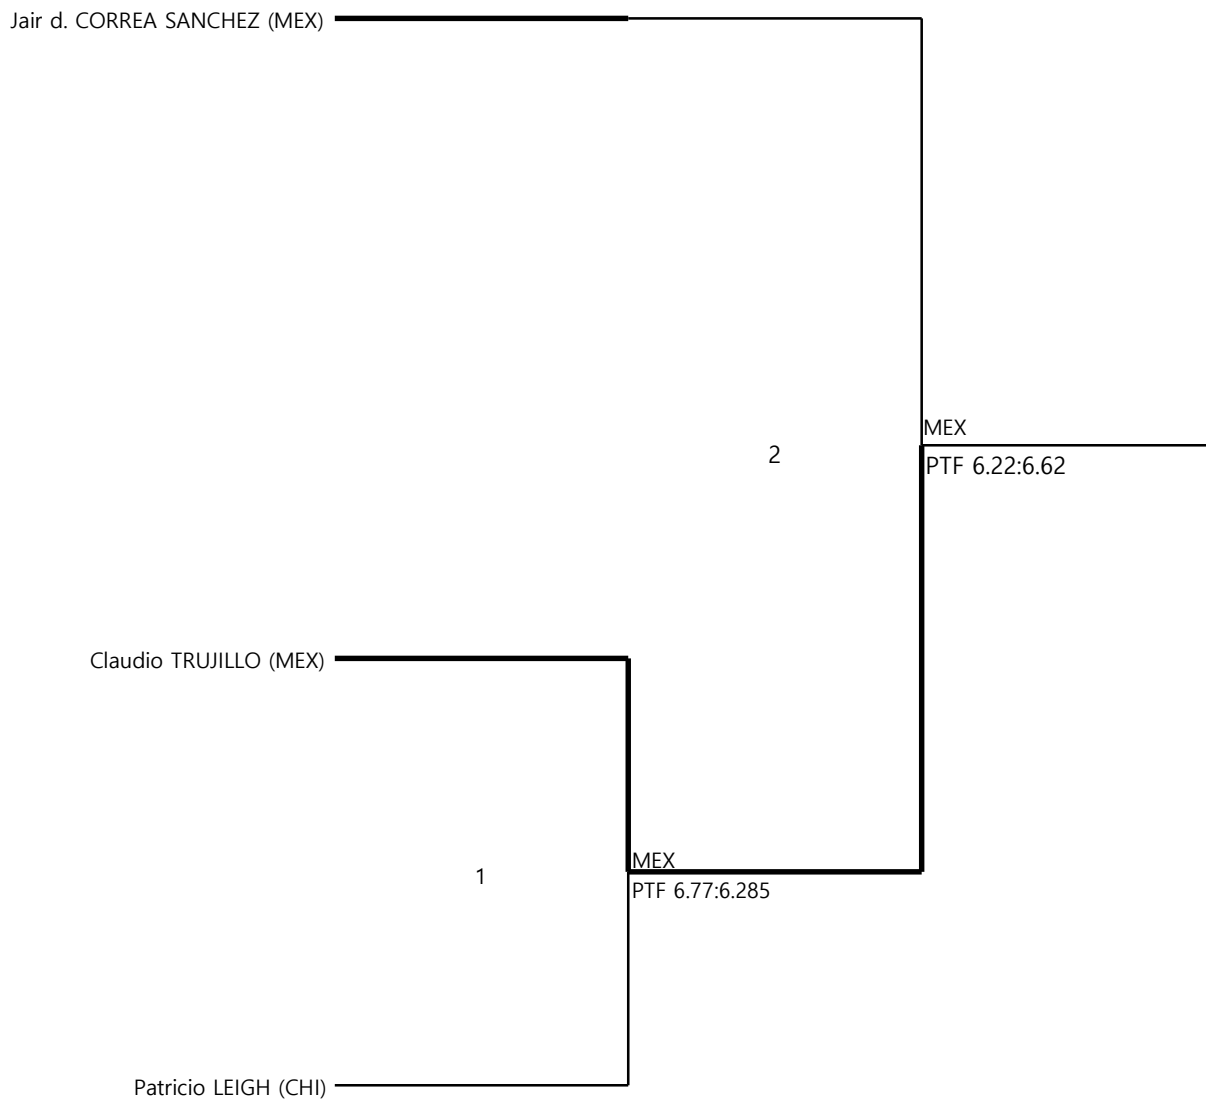 Jair d. CORREA SANCHEZ (MEX)
MEX
2
PTF 6.22:6.62
Claudio TRUJILLO (MEX)
MEX
1
PTF 6.77:6.285
Patricio LEIGH (CHI)